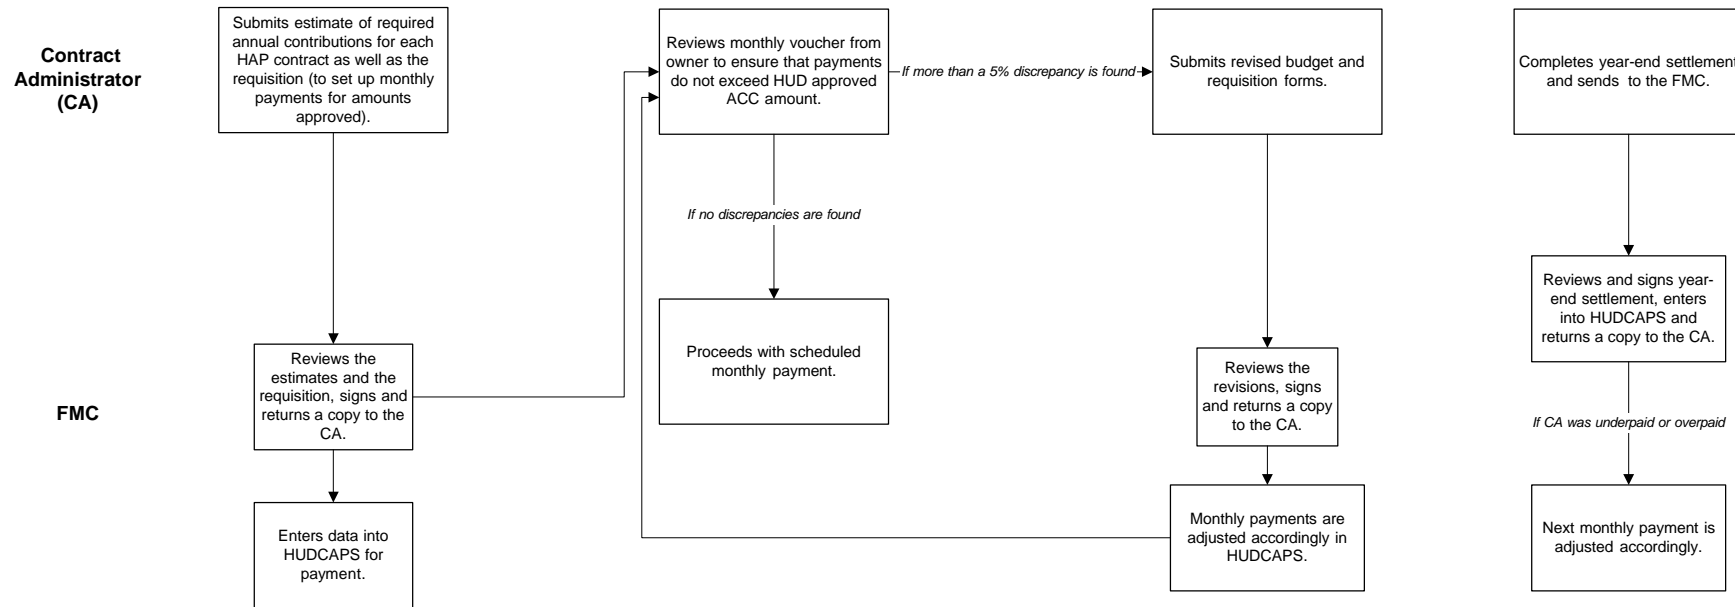 Contract
Administrator
(CA)
Submits estimate of required
annual contributions for each
HAP contract as well as the
requisition (to set up monthly
payments for amounts
approved).
Reviews monthly voucher from
owner to ensure that payments
do not exceed HUD approved
ACC amount.
If more than a 5% discrepancy is found
Submits revised budget and
requisition forms.
Completes year-end settlement
and sends to the FMC.
If no discrepancies are found
FMC
Reviews the
estimates and the
requisition, signs and
returns a copy to the
CA.
Proceeds with scheduled
monthly payment.
Reviews the
revisions, signs
and returns a copy
to the CA.
Reviews and signs year-
end settlement, enters
into HUDCAPS and
returns a copy to the CA.
If CA was underpaid or overpaid
Enters data into
HUDCAPS for
payment.
Monthly payments are
adjusted accordingly in
HUDCAPS.
Next monthly payment is
adjusted accordingly.